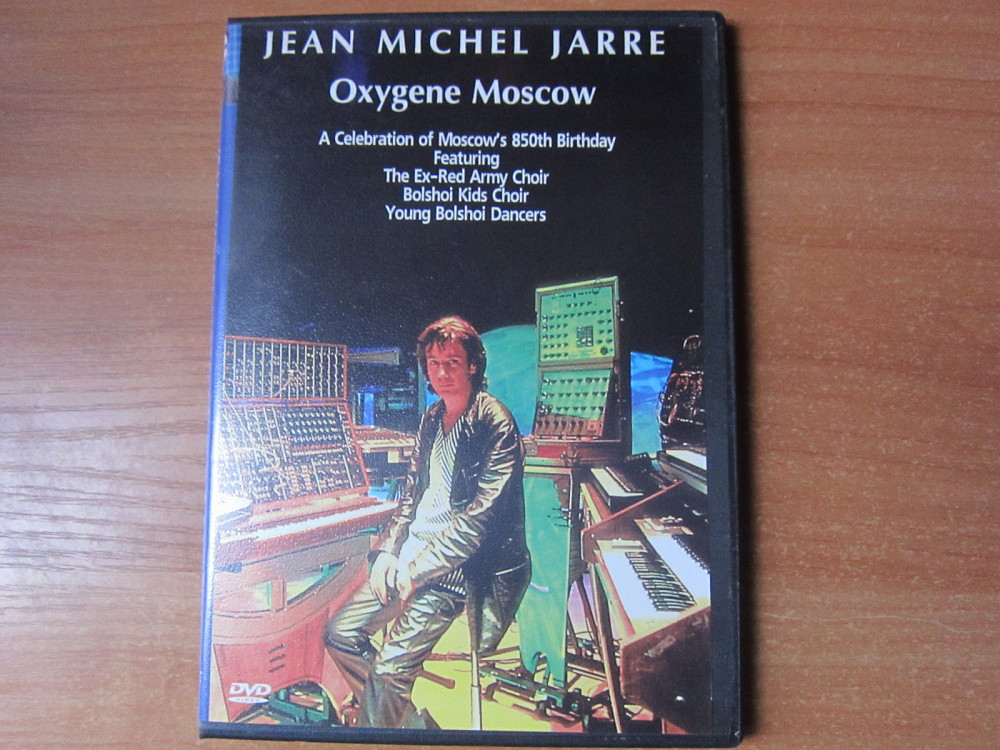 JEAN MICHEL JARRE
Oxygene Moscow
A Celebration of Moscow's 850th Birthday
Featuring
The Ex-Red Army Choir
Bolshoi Kids Choir
Young Bolshoi Dancers
DVD
VIDEO